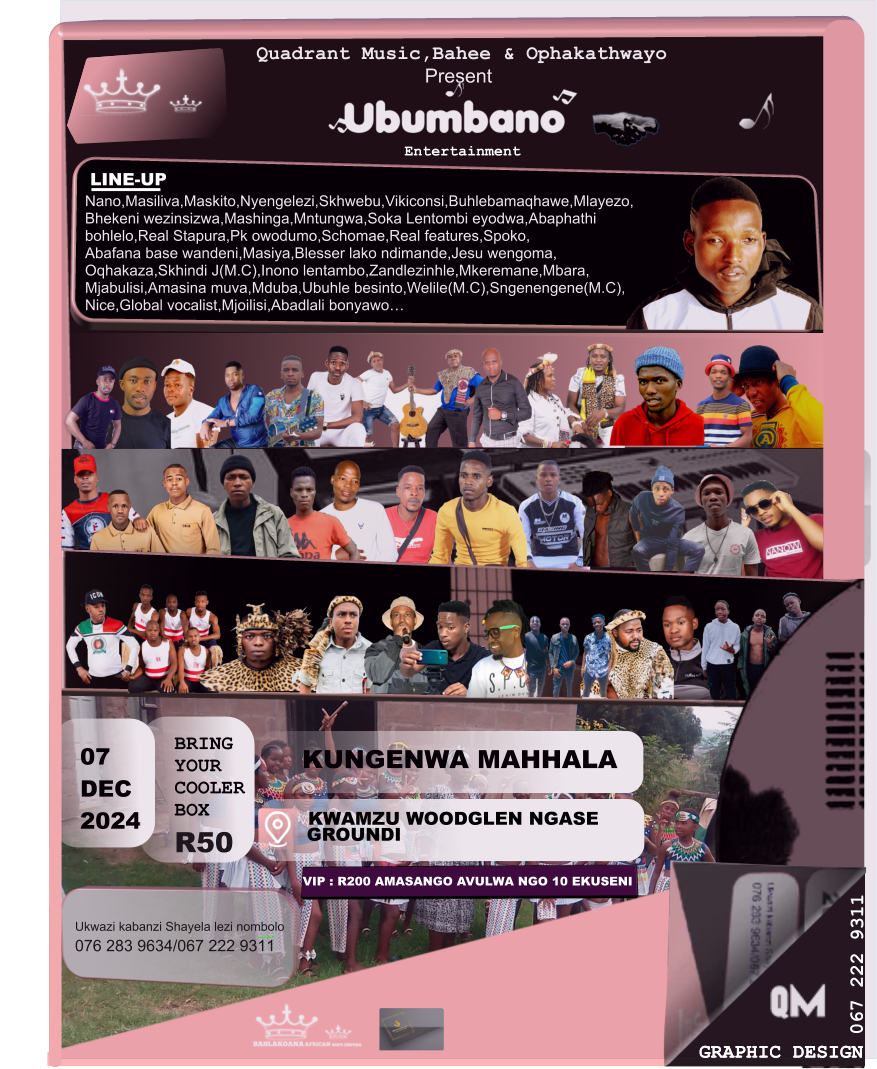 Quadrant Music,Bahee & Ophakathwayo
Present
Ubumbano
Entertainment
LINE-UP
Nano,Masiliva,Maskito,Nyengelezi,Skhwebu,Vikiconsi,Buhlebamaqhawe,Mlayezo,
Bhekeni wezinsizwa,Mashinga,Mntungwa,Soka Lentombi eyodwa,Abaphathi
bohlelo,Real Stapura,Pk owodumo,Schomae,Real features,Spoko,
Abafana base wandeni,Masiya,Blesser lako ndimande,Jesu wengoma,
Oqhakaza,Skhindi J(M.C),Inono lentambo,Zandlezinhle,Mkeremane,Mbara,
Mjabulisi,Amasina muva,Mduba,Ubuhle besinto,Welile(M.C),Sngenengene(M.C),
Nice,Global vocalist,Mjoilisi,Abadlali bonyawo…
07
DEC
2024
BRING
YOUR
COOLER
BOX
R50
KUNGENWA MAHHALA
KWAMZU WOODGLEN NGASE
GROUNDI
VIP : R200 AMASANGO AVULWA NGO 10 EKUSENI
Ukwazi kabanzi Shayela lezi nombolo
076 283 9634/067 222 9311
QM
067 222 9311
GRAPHIC DESIGN